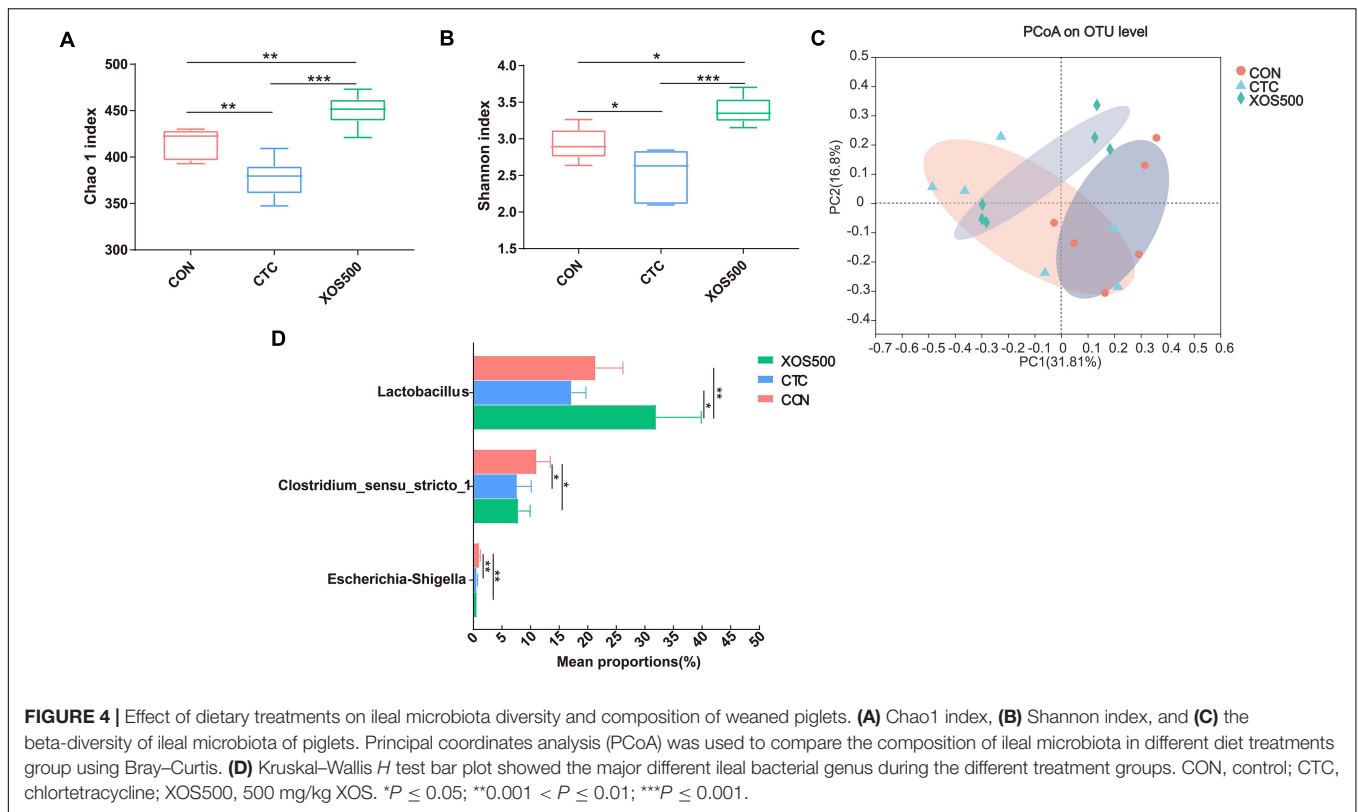 A
Chao 1 index
500
450
400
350
300
**
***
**
CON
CTC
XOS500
B
Shannon index
4.0
3.5
3.0
2.5
2.0
1.5
*
***
*
CON
CTC
XOS500
C
PCoA on OTU level
PC2(16.8%)
0.5
0.4
0.3
0.2
0.1
0
-0.1
-0.2
-0.3
-0.4
-0.7 -0.6 -0.5 -0.4 -0.3 -0.2 -0.1 0 0.1 0.2 0.3 0.4 0.5 0.6
PC1(31.81%)
CON
CTC
XOS500
D
Lactobacillus
* **
Clostridium_sensu_stricto_1
* *
Escherichia-Shigella
** **
0 5 10 15 20 25 30 35 40 45 50
Mean proportions(%)
XOS500
CTC
CON
FIGURE 4 | Effect of dietary treatments on ileal microbiota diversity and composition of weaned piglets. (A) Chao1 index, (B) Shannon index, and (C) the
beta-diversity of ileal microbiota of piglets. Principal coordinates analysis (PCoA) was used to compare the composition of ileal microbiota in different diet treatments
group using Bray–Curtis. (D) Kruskal–Wallis H test bar plot showed the major different ileal bacterial genus during the different treatment groups. CON, control; CTC,
chlortetracycline; XOS500, 500 mg/kg XOS. *P ≤ 0.05; **0.001 < P ≤ 0.01; ***P ≤ 0.001.